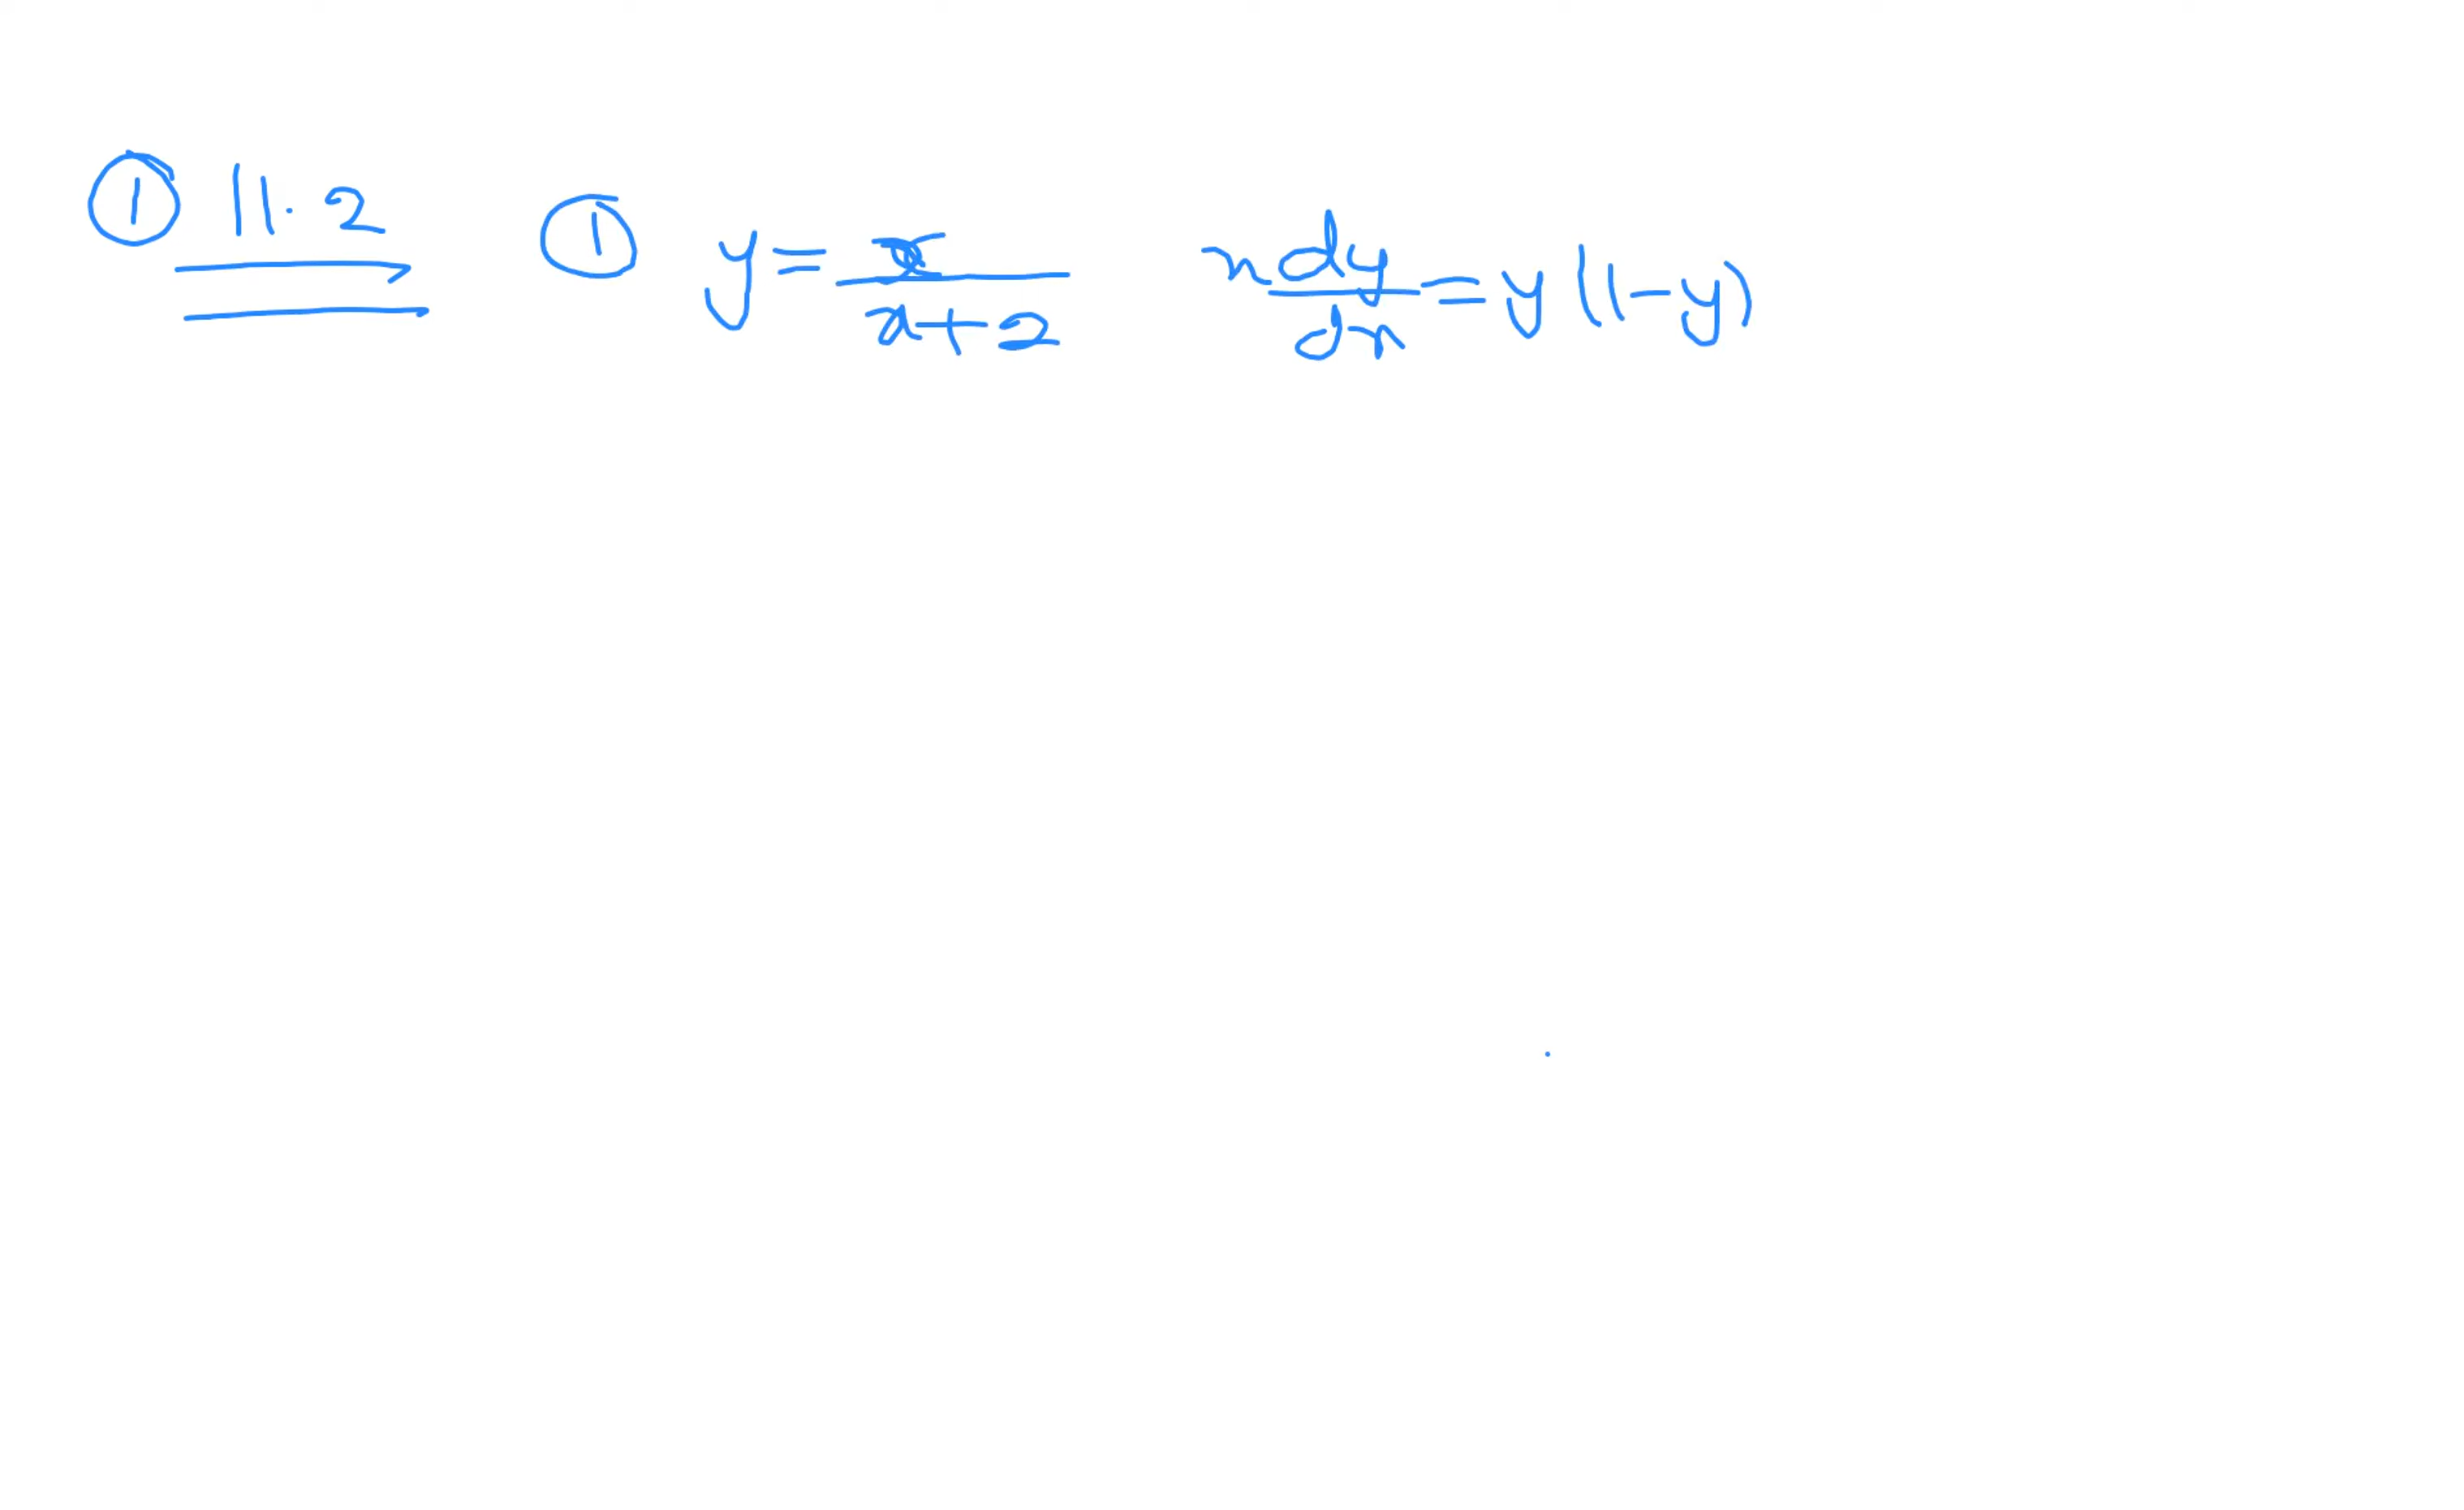 ① 11.2
① y = x/(x+2)    x dy/dx = y(1-y)